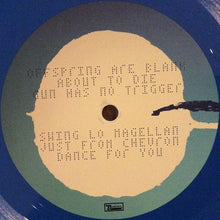 OFFSPRING ARE BLANK
ABOUT TO DIE
GUN HAS NO TRIGGER
SWING LO MAGELLAN
JUST FROM CHEVRON
DANCE FOR YOU